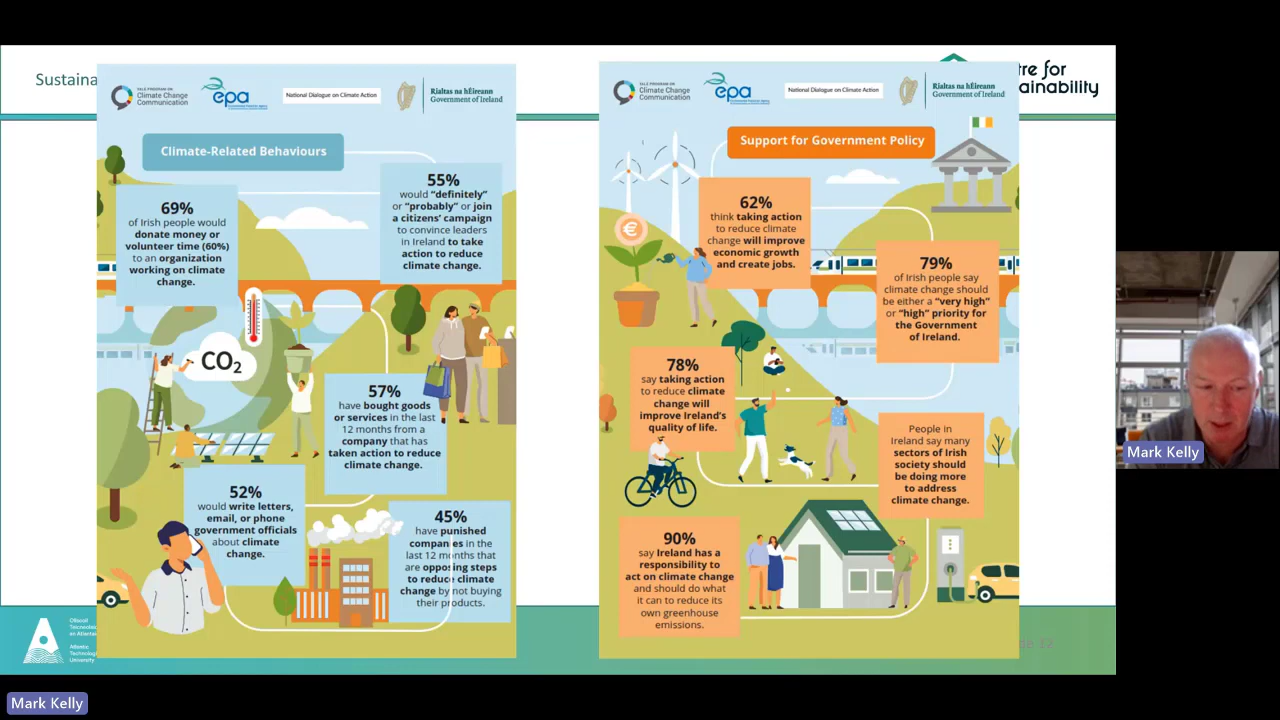 Sustaina
re for
ainability
YALE PROGRAM ON
Climate Change
Communication
epa
National Dialogue on Climate Action
Rialtas na hÉireann
Government of Ireland
Climate-Related Behaviours
69%
of Irish people would
donate money or
volunteer time (60%)
to an organization
working on climate
change.
55%
would "definitely"
or "probably" or join
a citizens' campaign
to convince leaders
in Ireland to take
action to reduce
climate change.
CO2
57%
have bought goods
or services in the last
12 months from a
company that has
taken action to reduce
climate change.
52%
would write letters,
email, or phone
government officials
about climate
change.
45%
have punished
companies in the
last 12 months that
are opposing steps
to reduce climate
change by not buying
their products.
YALE PROGRAM ON
Climate Change
Communication
epa
National Dialogue on Climate Action
Rialtas na hÉireann
Government of Ireland
Support for Government Policy
62%
think taking action
to reduce climate
change will improve
economic growth
and create jobs.
€
79%
of Irish people say
climate change should
be either a "very high"
or "high" priority for
the Government
of Ireland.
78%
say taking action
to reduce climate
change will
improve Ireland's
quality of life.
People in
Ireland say many
sectors of Irish
society should
be doing more
to address
climate change.
90%
say Ireland has a
responsibility to
act on climate change
and should do what
it can to reduce its
own greenhouse
emissions.
Ollscoil
Teicneolaíochta
an Atlantaigh
Atlantic
Technological
University
12
Mark Kelly
Mark Kelly